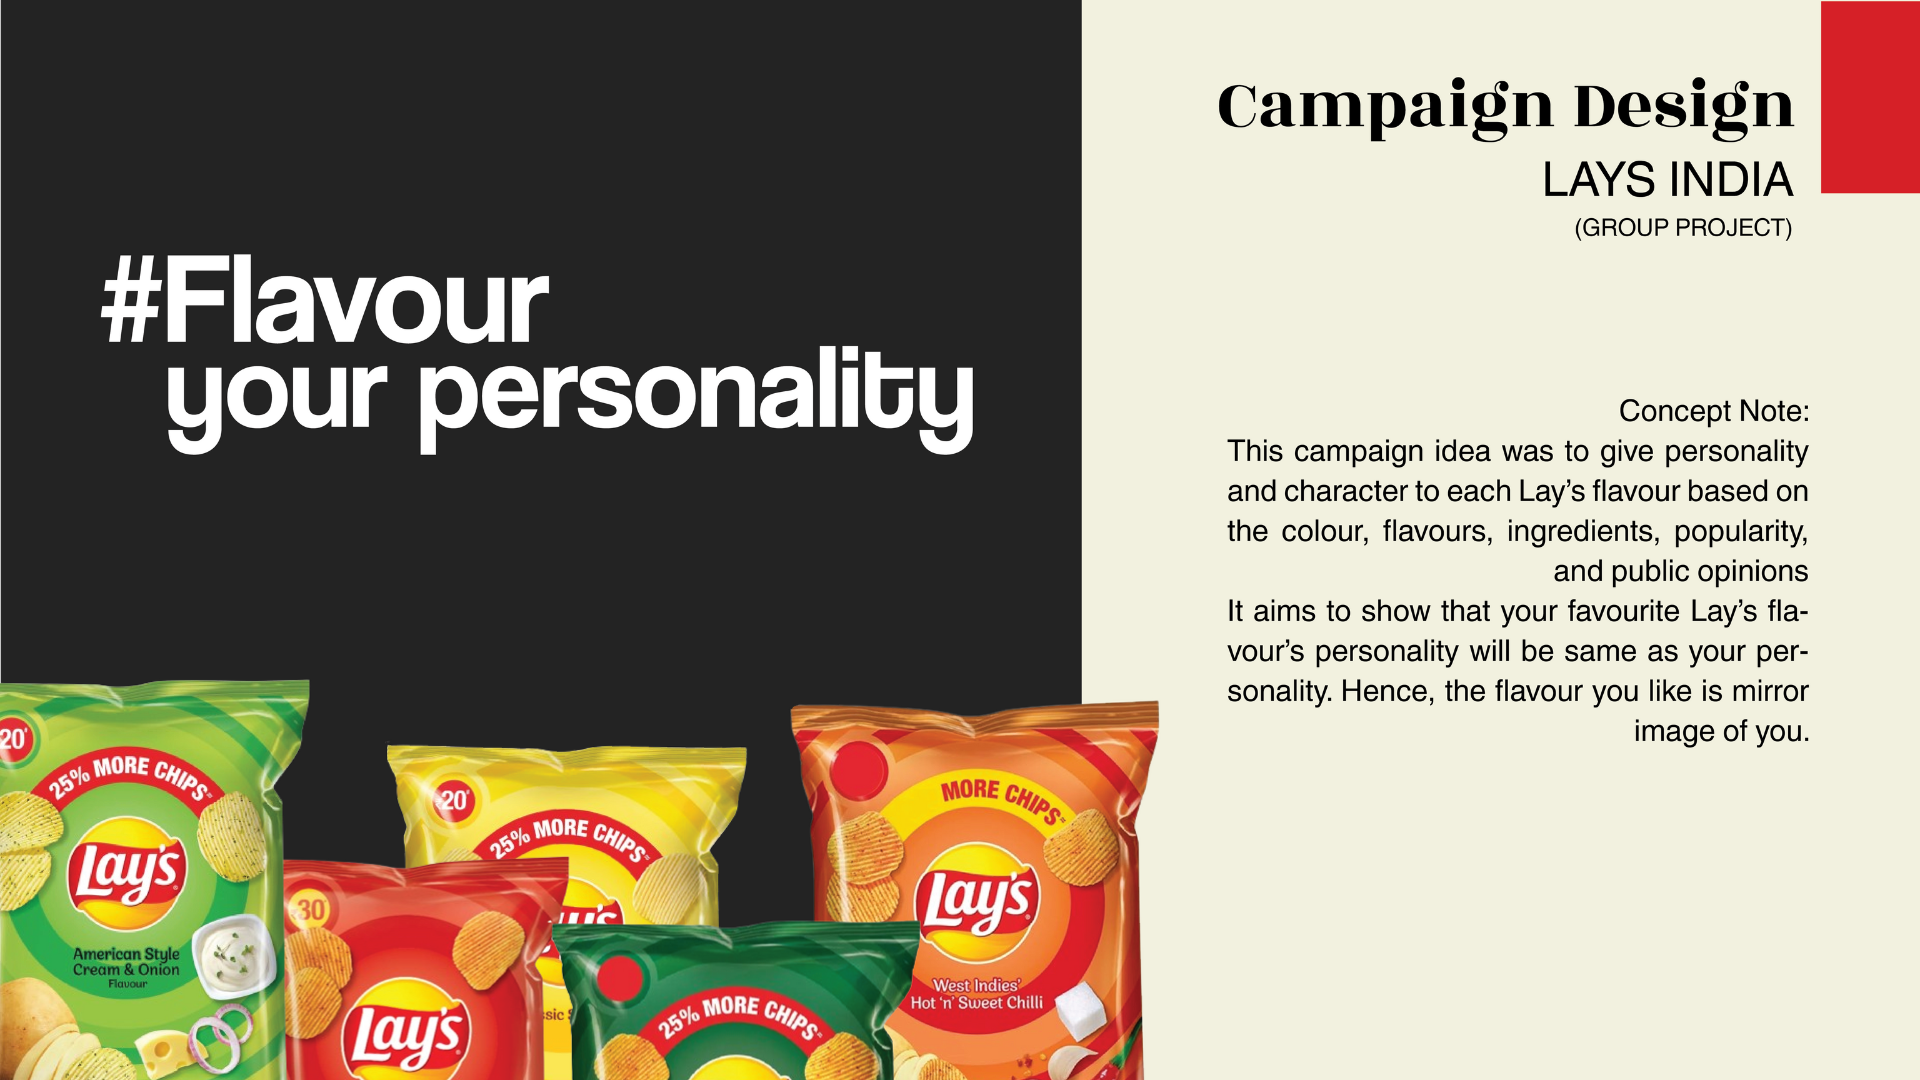 #Flavour
your personality
Campaign Design
LAYS INDIA
(GROUP PROJECT)
Concept Note:
This campaign idea was to give personality
and character to each Lay's flavour based on
the colour, flavours, ingredients, popularity,
and public opinions
It aims to show that your favourite Lay's fla-
vour's personality will be same as your per-
sonality. Hence, the flavour you like is mirror
image of you.
20
25% MORE CHIPS
Lay's
American Style
Cream & Onion
Flavour
30
Lay's
20
25% MORE CHIPS
25% MORE CHIPS
MORE CHIPS
Lay's
West Indies'
Hot 'n' Sweet Chilli